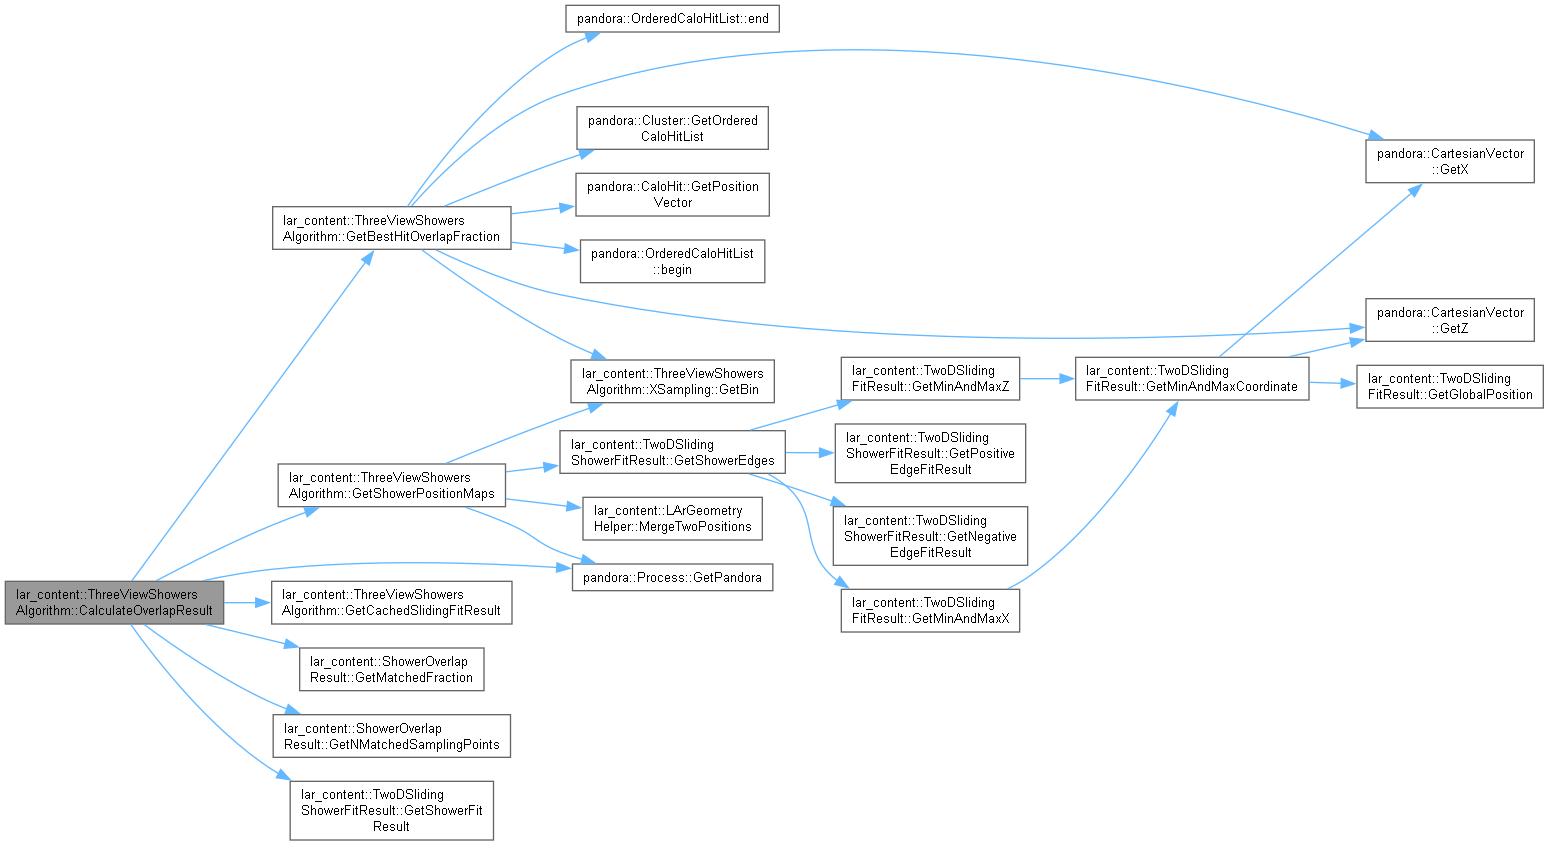 pandora::OrderedCaloHitList::end
pandora::Cluster::GetOrdered
CaloHitList
pandora::CartesianVector
::GetX
pandora::CaloHit::GetPosition
Vector
lar_content::ThreeViewShowers
Algorithm::GetBestHitOverlapFraction
pandora::OrderedCaloHitList
::begin
pandora::CartesianVector
::GetZ
lar_content::ThreeViewShowers
Algorithm::XSampling::GetBin
lar_content::TwoDSliding
FitResult::GetMinAndMaxZ
lar_content::TwoDSliding
FitResult::GetMinAndMaxCoordinate
lar_content::TwoDSliding
FitResult::GetGlobalPosition
lar_content::TwoDSliding
ShowerFitResult::GetShowerEdges
lar_content::TwoDSliding
ShowerFitResult::GetPositive
EdgeFitResult
lar_content::ThreeViewShowers
Algorithm::GetShowerPositionMaps
lar_content::LArGeometry
Helper::MergeTwoPositions
lar_content::TwoDSliding
ShowerFitResult::GetNegative
EdgeFitResult
pandora::Process::GetPandora
lar_content::ThreeViewShowers
Algorithm::CalculateOverlapResult
lar_content::ThreeViewShowers
Algorithm::GetCachedSlidingFitResult
lar_content::TwoDSliding
FitResult::GetMinAndMaxX
lar_content::ShowerOverlap
Result::GetMatchedFraction
lar_content::ShowerOverlap
Result::GetNMatchedSamplingPoints
lar_content::TwoDSliding
ShowerFitResult::GetShowerFit
Result